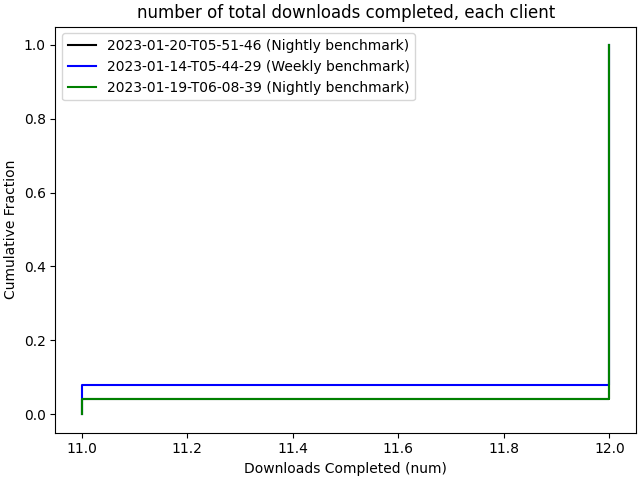 number of total downloads completed, each client
1.0
0.8
0.6
0.4
0.2
0.0
Cumulative Fraction
2023-01-20-T05-51-46 (Nightly benchmark)
2023-01-14-T05-44-29 (Weekly benchmark)
2023-01-19-T06-08-39 (Nightly benchmark)
11.0 11.2 11.4 11.6 11.8 12.0
Downloads Completed (num)